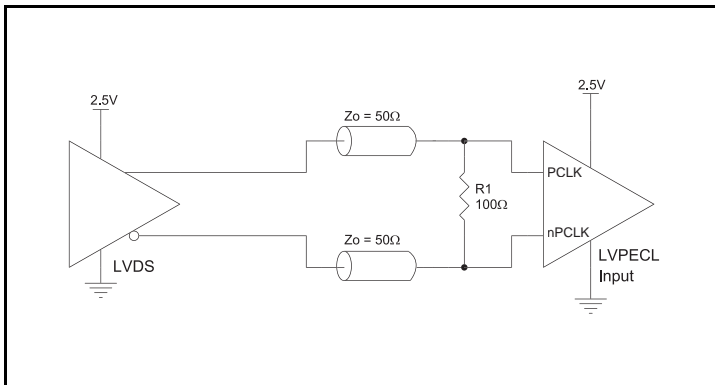 2.5V
LVDS
Zo = 50Ω
Zo = 50Ω
R1
100Ω
2.5V
PCLK
nPCLK
LVPECL
Input